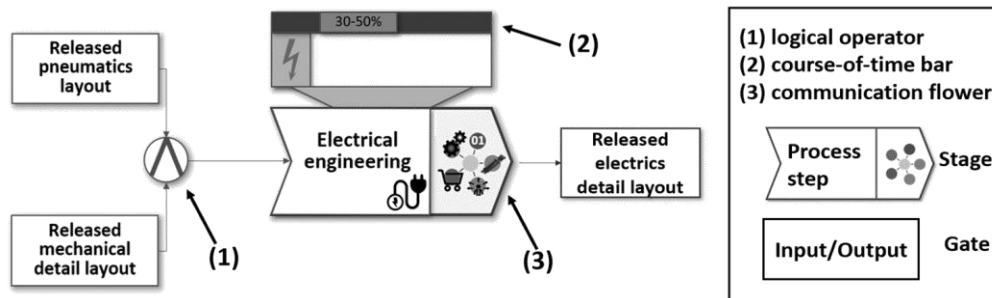 Released
pneumatics
layout
Released
mechanical
detail layout
(1)
30-50%
(2)
Electrical
engineering
01
(3)
Released
electrics
detail layout
(1) logical operator
(2) course-of-time bar
(3) communication flower
Process
step
Stage
Input/Output
Gate